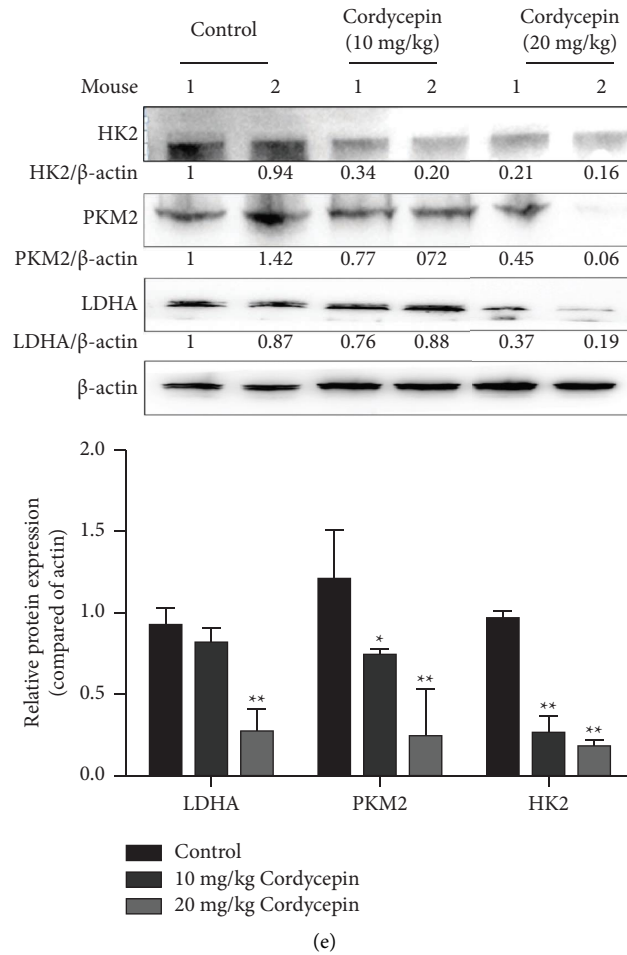 Control Cordycepin (10 mg/kg) Cordycepin (20 mg/kg)
Mouse 1 2 1 2 1 2
HK2
HK2/β-actin 1 0.94 0.34 0.20 0.21 0.16
PKM2
PKM2/β-actin 1 1.42 0.77 072 0.45 0.06
LDHA
LDHA/β-actin 1 0.87 0.76 0.88 0.37 0.19
β-actin
Relative protein expression
(compared of actin)
2.0
1.5
1.0
0.5
0.0
**
*
**
**
**
LDHA PKM2 HK2
Control
10 mg/kg Cordycepin
20 mg/kg Cordycepin
(e)